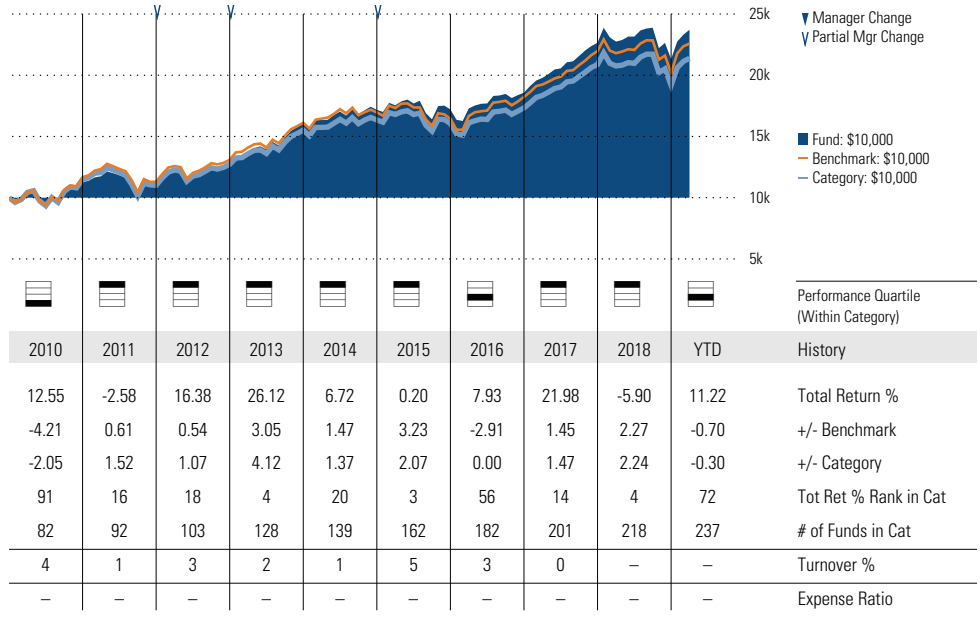 25k
20k
15k
10k
5k
Manager Change
Partial Mgr Change
Fund: $10,000
Benchmark: $10,000
Category: $10,000
Performance Quartile
(Within Category)
2010 2011 2012 2013 2014 2015 2016 2017 2018 YTD History
12.55 -2.58 16.38 26.12 6.72 0.20 7.93 21.98 -5.90 11.22 Total Return %
-4.21 0.61 0.54 3.05 1.47 3.23 -2.91 1.45 2.27 -0.70 +/- Benchmark
-2.05 1.52 1.07 4.12 1.37 2.07 0.00 1.47 2.24 -0.30 +/- Category
91 16 18 4 20 3 56 14 4 72 Tot Ret % Rank in Cat
82 92 103 128 139 162 182 201 218 237 # of Funds in Cat
4 1 3 2 1 5 3 0 – – Turnover %
– – – – – – – – – – Expense Ratio